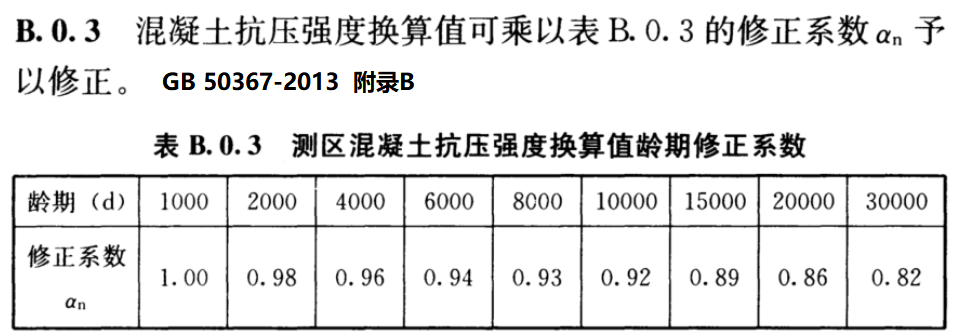 B.0.3 混凝土抗压强度换算值可乘以表 B.0.3 的修正系数 αn 予
以修正。 GB 50367-2013 附录B
表 B.0.3 测区混凝土抗压强度换算值龄期修正系数
龄期（d） 1000 2000 4000 6000 8000 10000 15000 20000 30000
修正系数
αn 1.00 0.98 0.96 0.94 0.93 0.92 0.89 0.86 0.82